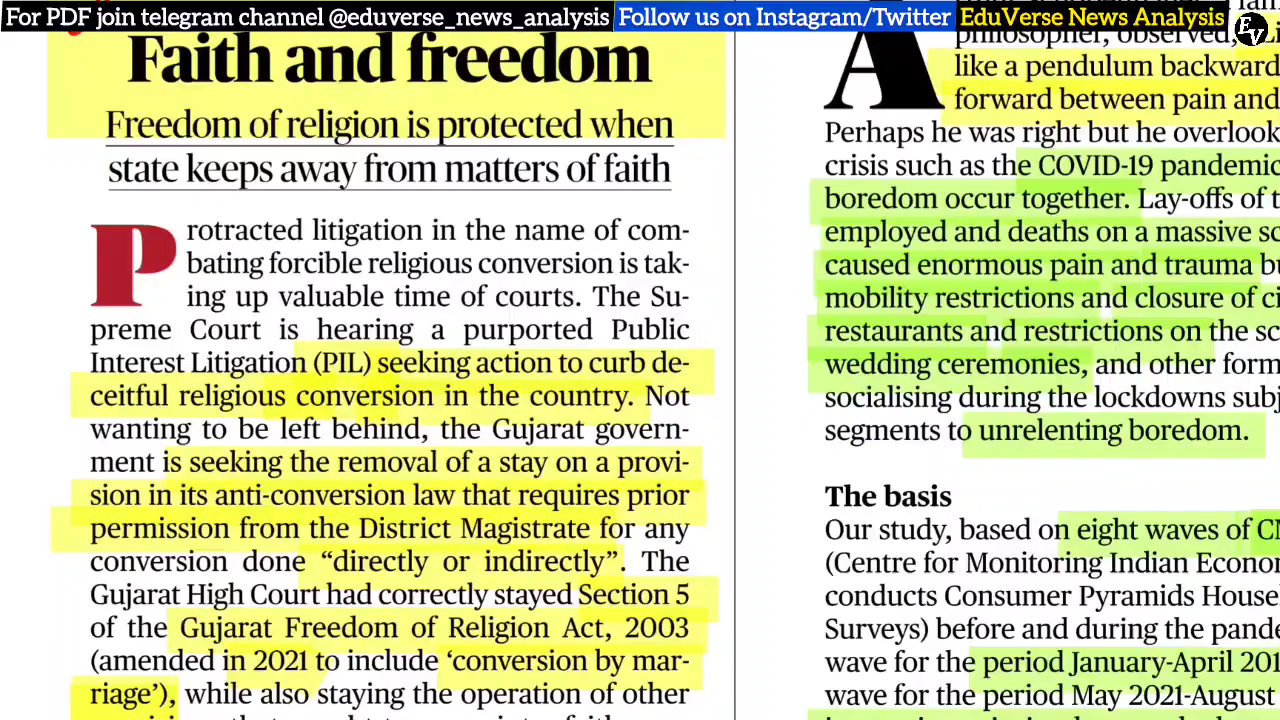 For PDF join telegram channel @eduverse_news_analysis Follow us on Instagram/Twitter EduVerse News Analysis
EV
Faith and freedom
Freedom of religion is protected when
state keeps away from matters of faith
Protracted litigation in the name of com-
bating forcible religious conversion is tak-
ing up valuable time of courts. The Su-
preme Court is hearing a purported Public
Interest Litigation (PIL) seeking action to curb de-
ceitful religious conversion in the country. Not
wanting to be left behind, the Gujarat govern-
ment is seeking the removal of a stay on a provi-
sion in its anti-conversion law that requires prior
permission from the District Magistrate for any
conversion done “directly or indirectly”. The
Gujarat High Court had correctly stayed Section 5
of the Gujarat Freedom of Religion Act, 2003
(amended in 2021 to include ‘conversion by mar-
riage’), while also staying the operation of other
A
philosopher, observed,
like a pendulum backward
forward between pain and
Perhaps he was right but he overlook
crisis such as the COVID-19 pandemic
boredom occur together. Lay-offs of t
employed and deaths on a massive sc
caused enormous pain and trauma bu
mobility restrictions and closure of ci
restaurants and restrictions on the sc
wedding ceremonies, and other form
socialising during the lockdowns subj
segments to unrelenting boredom.
The basis
Our study, based on eight waves of CM
(Centre for Monitoring Indian Econo
conducts Consumer Pyramids House
Surveys) before and during the pande
wave for the period January-April 201
wave for the period May 2021-August